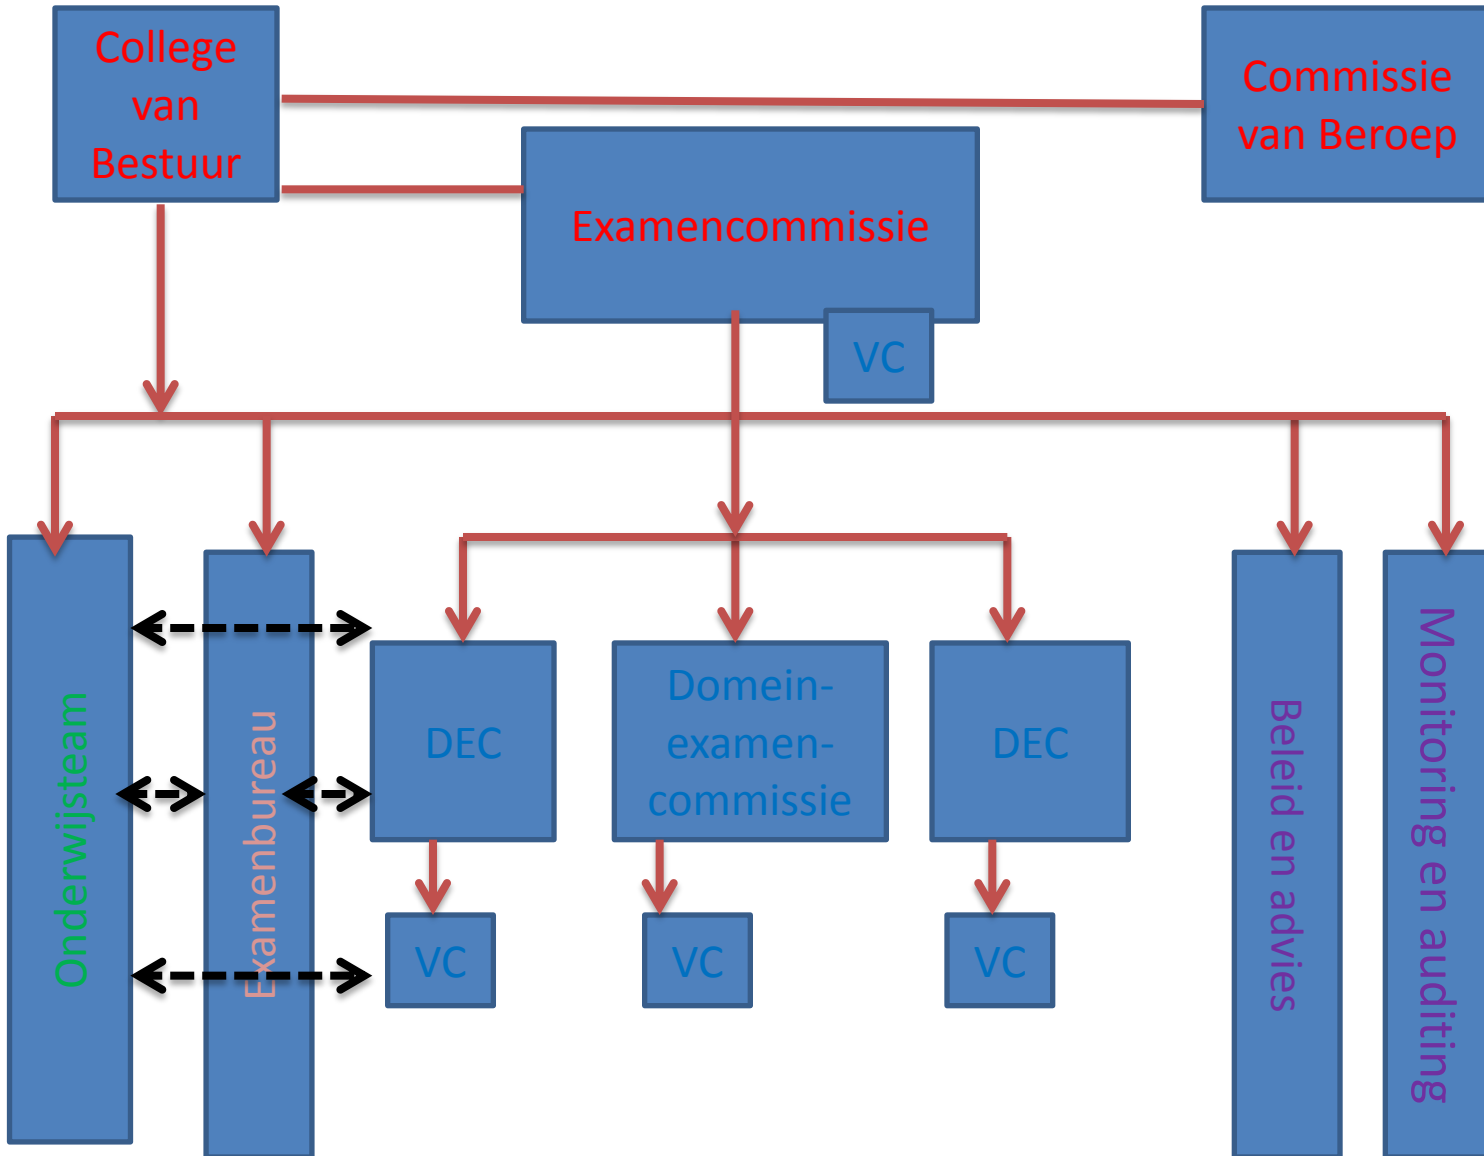 College
van
Bestuur
Commissie
van Beroep
Examencommissie
VC
Onderwijsteam
Examenbureau
DEC
Domein-
examen-
commissie
DEC
VC
VC
VC
Beleid en advies
Monitoring en auditing